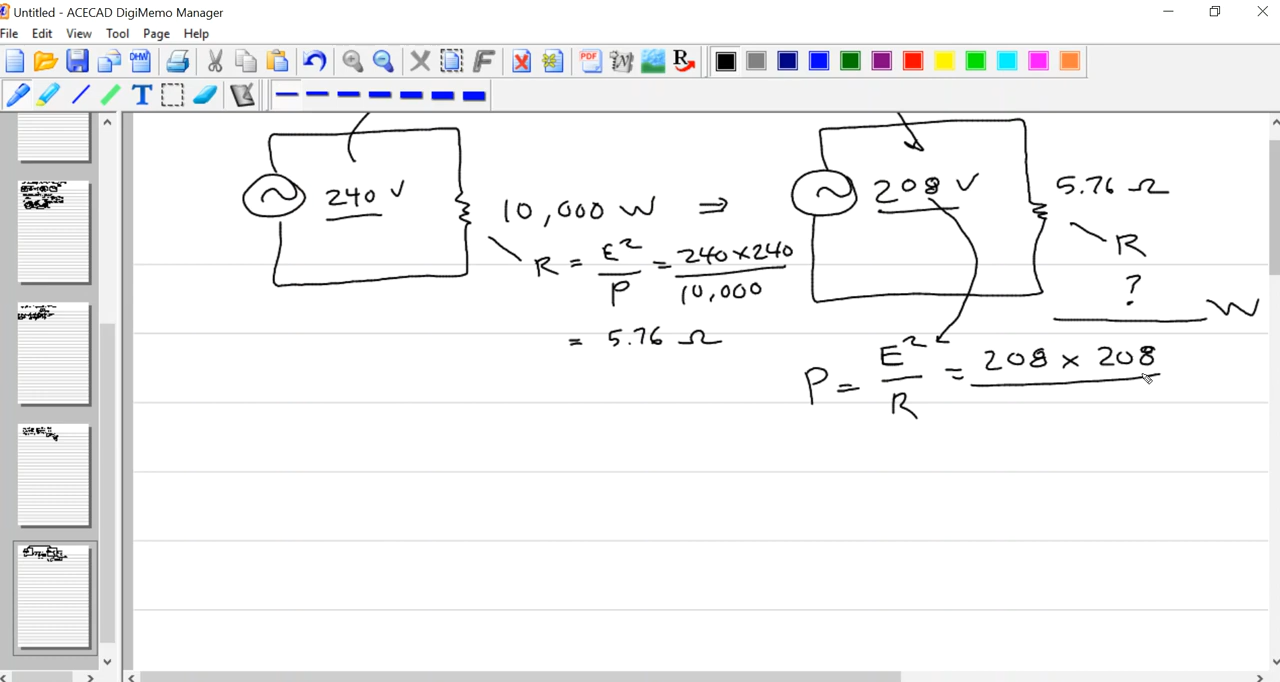 Untitled - ACECAD DigiMemo Manager
File Edit View Tool Page Help
240 V
10,000 W ⇒
R = E² / P = 240 × 240 / 10,000
= 5.76 Ω
208 V
5.76 Ω
R
?
W
P = E² / R = 208 × 208